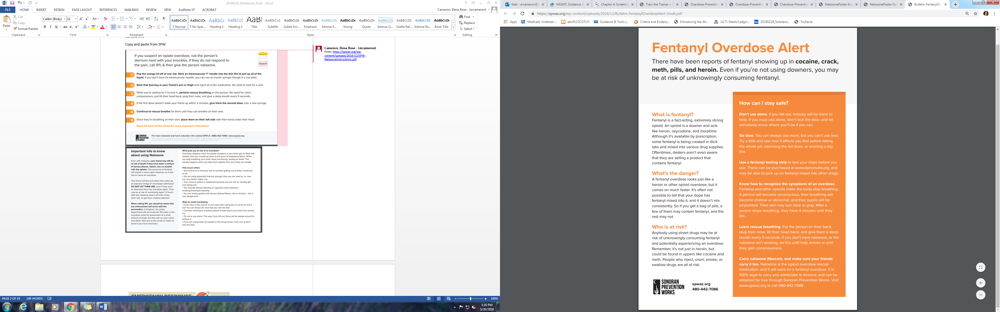 20190520_Workbook_Draft - Word
FILE HOME INSERT DESIGN PAGE LAYOUT REFERENCES MAILINGS REVIEW VIEW EndNote X7 ACROBAT
Cameron, Elena Rose - (ercameron)
Paste
Cut
Copy
Format Painter
Clipboard
Calibri (Body) 11
Font
Paragraph
AaBbCcDc AaBbCcDc AaBbCc AaBbCcD AaBl AaBbCcD AaBbCcDc AaBbCcDc AaBbCcDc AaBbCcDc AaBbCcDc AaBbCcDc AABBCCDC AABBCCDC AaBbCcDc
¶ Normal ¶ No Spac... Heading 1 Heading 2 Title Subtitle Subtle Em... Emphasis Intense E... Strong Quote Intense Q... Subtle Ref... Intense Re... Book Title
Styles
Find
Replace
Select
Editing
Contact info
Copy and paste from SPW
If you suspect an opiate overdose, rub the person's
sternum hard with your knuckles. If they do not respond to
the pain, call 911, & then give the person naloxone.
1 Pop the orange lid off of one vial. Stick an intramuscular 1" needle into the thin film & pull up all of the
liquid. If you don't have an intramuscular needle, you can use an insulin syringe, though it is not ideal.
2 Stick that bad boy in your friend's arm or thigh and inject all of the medication. No need to look for a vein.
3 While you're waiting for it to kick in, perform rescue breathing on the person. No need for chest
compressions, just tilt their head back, plug their nose, and give a deep breath every 5 seconds.
4 If the first dose doesn't wake your friend up within 2 minutes, give them the second dose. Use a new syringe.
5 Continue to rescue breathe for them until they can breathe on their own.
6 Once they're breathing on their own, place them on their left side with their hand under their head.
Read the back of this sheet for more important information
SONORAN
PREVENTION
WORKS
For more naloxone and harm reduction info contact SPW at (480) 442-7086 | www.spwaz.org
Cameron, Elena Rose - (ercameron)
From: https://spwaz.org/wp-
content/uploads/2016/12/SPW-
NaloxoneInstructions.pdf
Important info to know
about using Naloxone
Even with naloxone, your friend may still be
at risk of death if they have taken a mixture
of benzos (Xanax, Valium, etc.) or alcohol
with the opiates. The presence of fentanyl
will require a more rapid response, as it acts
fast to cause an overdose.
Your friend will feel sick when they wake up,
as naloxone brings on immediate withdrawal.
DO NOT LET THEM USE, even if they want
to otherwise they may overdose again. They
may be at risk of overdosing again 1-3 hours
after the naloxone wears off even if they
don't use, so get them medical attention.
When calling 911, you should be aware that
law enforcement will arrive with the
paramedics. In Kingman, the police
department will not arrest the 911 caller or the
overdose victim for possession of a small
amount of drugs, but they will run your name
and either refer you to the courts or make an
arrest if you have warrants.v
What puts you at risk of an overdose?
Overdose happens when the opiate receptors in your brain get so filled with
opiates, that your breathing slows to the point of respiratory failure. When
you stop breathing, your brain stops functioning, leading to death. This
usually happens when you take more opiates than your body can handle.
This occurs when:
• Your tolerance is lowered, due to recently getting out of detox, treatment,
or jail
• You are using dope/pills that are stronger than you are used to, i.e. new
cut, new dealer, higher mg
• Your immune system is weakened because you are sick or recently got
over being sick
• You recently started injecting, or regularly switch between
smoking/snorting & injecting
• You are mixing opiates with benzos (Xanax/Valium, etc) or alcohol – this is
very dangerous!!
Ways to avoid overdosing:
• If you have a new source or you have been using less or not at all, test it
out! You can always do more but you can't do less.
• Consider smoking or snorting instead of injecting so you know how strong
it is.
• Try not to use alone. This way, if you fall out, there will be people around to
witness it.
• If you are using alone, let people in the house know, if you can, & don't
lock the door.
EMERGENCY RESPONSE
PAGE 2 OF 19 199 WORDS
100%
1:16 PM
5/20/2019
Mail - ercameron@e
MOAPC Guidance D
Chapter 4: Screening
Train the Trainer – S
Overdose-Preventio
Overdose-Preventio
Overdose-Prevention
NaloxonePoster-Eng
NaloxonePoster-Spa
Bulletin-FentanylOv
https://spwaz.org/wp-content/uploads/2016/12/Bulletin-FentanylOverdoseAlert-Small.pdf
Apps Medically Underser... ask.PLCSCOTCH Guidance & Tools |... Criteria and Evidenc... Introducing the All... 14.71 Meals/Lodgin... 20190218_Substanc... TruServe
Fentanyl Overdose Alert
There have been reports of fentanyl showing up in cocaine, crack,
meth, pills, and heroin. Even if you're not using downers, you may
be at risk of unknowingly consuming fentanyl.
What is fentanyl?
Fentanyl is a fact-acting, extremely strong
opioid. An opioid is a downer and acts
like heroin, oxycodone, and morphine.
Although it's available by prescription,
some fentanyl is being created in illicit
labs and mixed into various drug supplies.
Oftentimes, dealers aren't even aware
that they are selling a product that
contains fentanyl.
What's the danger?
A fentanyl overdose looks just like a
heroin or other opioid overdose, but it
comes on much faster. It's often not
possible to tell that your dope has
fentanyl mixed into it, and it doesn't mix
consistently. So if you get a bag of pills, a
few of them may contain fentanyl, and the
rest may not.
Who is at risk?
Anybody using street drugs may be at
risk of unknowingly consuming fentanyl
and potentially experiencing an overdose.
Remember, it's not just in heroin, but
could be found in uppers like cocaine and
meth. People who inject, snort, smoke, or
swallow drugs are all at risk.
SONORAN
PREVENTION
WORKS
spwaz.org
480-442-7086
How can I stay safe?
Don't use alone. If you fall out, nobody will be there to
help. If you must use alone, don't lock the door, and let
somebody know where you'll be if you can.
Go slow. You can always use more, but you can't use less.
Try a little and see how it affects you first before taking
the whole pill, slamming the full dose, or snorting a big
line.
Use a fentanyl testing strip to test your dope before you
use. These can be purchased at www.dancesafe.org, and
may be able to pick up on fentanyl mixed into other drugs.
Know how to recognize the symptoms of an overdose.
Fentanyl and other opioids make the body stop breathing.
A person will become unconscious, their breathing will
become shallow or abnormal, and their pupils will be
pinpointed. Their skin may turn blue or gray. After a
person stops breathing, they have 4 minutes until they
die.
Learn rescue breathing. Put the person on their back,
plug their nose, tilt their head back, and give them a deep
breath every 5 seconds. If you don't have naloxone, or the
naloxone isn't working, do this until help arrives or until
they gain consciousness.
Carry naloxone (Narcan), and make sure your friends
carry it too. Naloxone is the opioid overdose rescue
medication, and it will work on a fentanyl overdose. It is
100% legal to carry and administer in Arizona, and can be
obtained for free through Sonoran Prevention Works. Visit
www.spwaz.org or call 480-442-7086